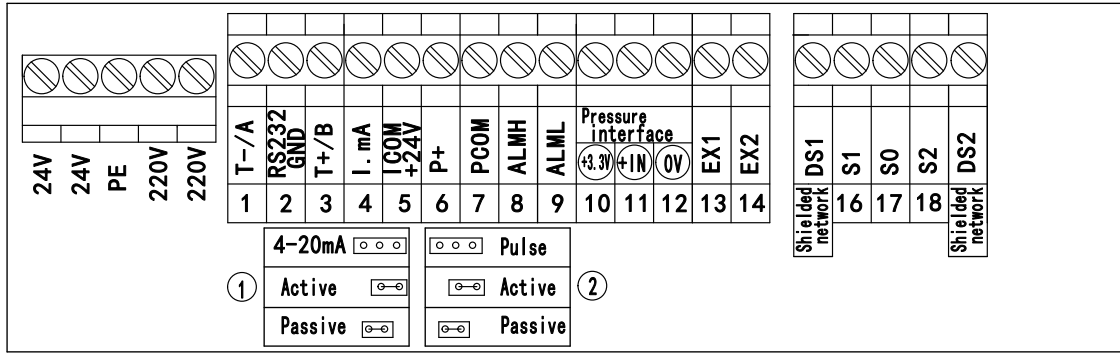 24V
24V
PE
220V
220V
T-/A
RS232
GND
T+/B
I.mA
ICOM
+24V
P+
PCOM
ALMH
ALML
Pressure
interface
+3.3V +IN 0V
EX1
EX2
1 2 3 4 5 6 7 8 9 10 11 12 13 14
DS1
S1
S0
S2
DS2
Shielded
network
16 17 18
Shielded
network
4-20mA
1 Active
Passive
Pulse
Active 2
Passive